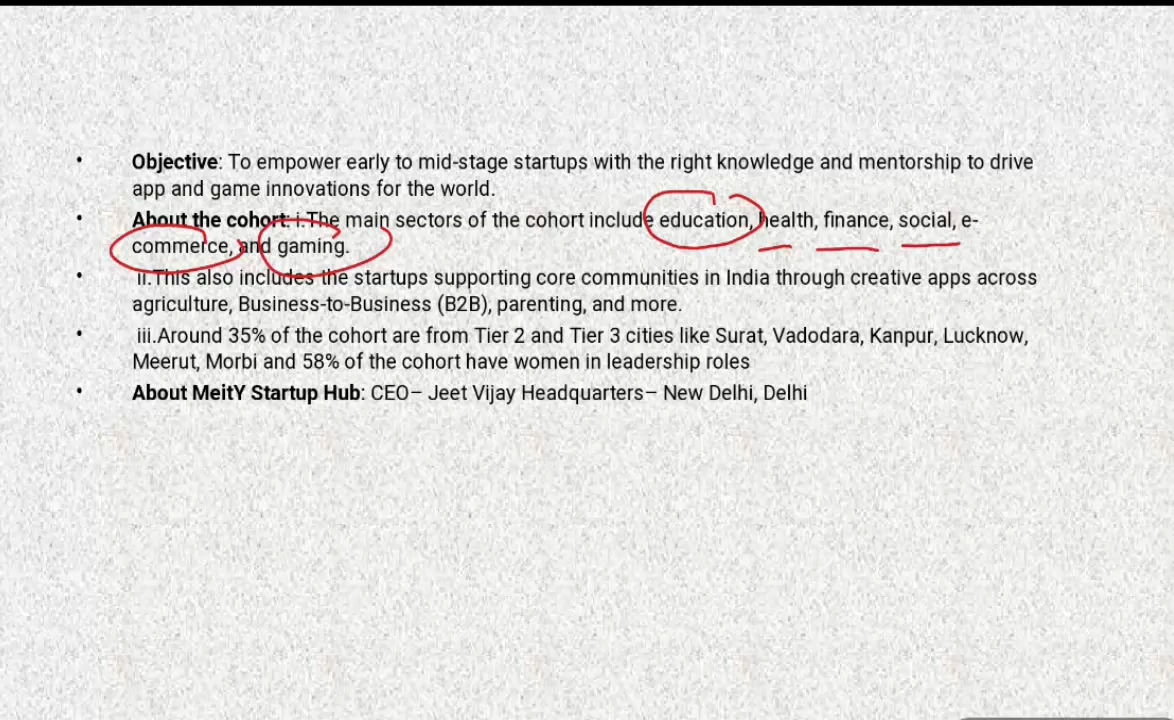 • Objective: To empower early to mid-stage startups with the right knowledge and mentorship to drive
app and game innovations for the world.
• About the cohort: i.The main sectors of the cohort include education, health, finance, social, e-
commerce, and gaming.
• ii.This also includes the startups supporting core communities in India through creative apps across
agriculture, Business-to-Business (B2B), parenting, and more.
• iii.Around 35% of the cohort are from Tier 2 and Tier 3 cities like Surat, Vadodara, Kanpur, Lucknow,
Meerut, Morbi and 58% of the cohort have women in leadership roles
• About MeitY Startup Hub: CEO– Jeet Vijay Headquarters– New Delhi, Delhi